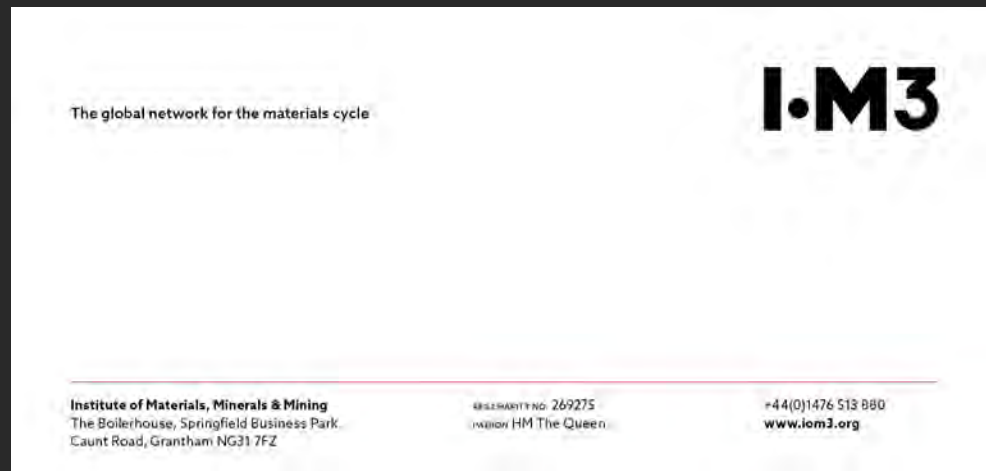 The global network for the materials cycle
I•M3
Institute of Materials, Minerals & Mining
The Boilerhouse, Springfield Business Park
Caunt Road, Grantham NG31 7FZ
269275
HM The Queen
+44(0)1476 513 880
www.iom3.org